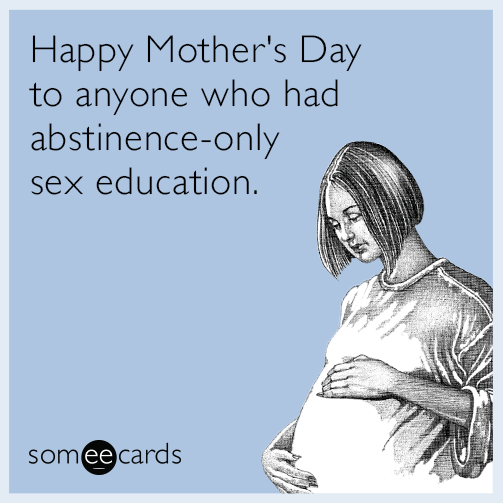 Happy Mother's Day
to anyone who had
abstinence-only
sex education.
someecards